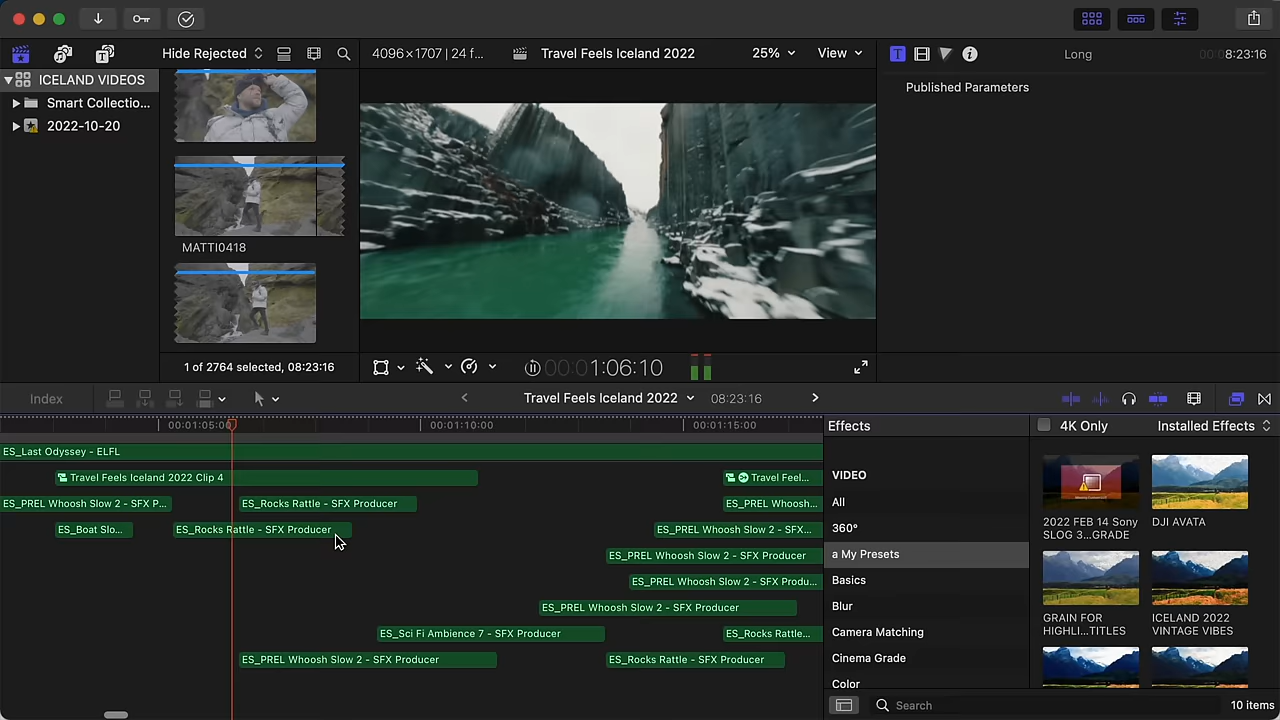 Hide Rejected
4096×1707 | 24 f...
Travel Feels Iceland 2022
25%
View
T
Long
00:08:23:16
ICELAND VIDEOS
Smart Collectio...
2022-10-20
Published Parameters
MATTI0418
1 of 2764 selected, 08:23:16
00:01:06:10
Index
Travel Feels Iceland 2022
08:23:16
00:01:05:00
00:01:10:00
00:01:15:00
Effects
4K Only
Installed Effects
ES_Last Odyssey - ELFL
Travel Feels Iceland 2022 Clip 4
Travel Feel...
ES_PREL Whoosh Slow 2 - SFX P...
ES_Rocks Rattle - SFX Producer
ES_PREL Whoosh...
ES_Boat Slo...
ES_Rocks Rattle - SFX Producer
ES_PREL Whoosh Slow 2 - SFX...
ES_PREL Whoosh Slow 2 - SFX Producer
ES_PREL Whoosh Slow 2 - SFX Produ...
ES_PREL Whoosh Slow 2 - SFX Producer
ES_Sci Fi Ambience 7 - SFX Producer
ES_Rocks Rattle...
ES_PREL Whoosh Slow 2 - SFX Producer
ES_Rocks Rattle - SFX Producer
VIDEO
All
360°
a My Presets
Basics
Blur
Camera Matching
Cinema Grade
Color
2022 FEB 14 Sony
SLOG 3...GRADE
DJI AVATA
GRAIN FOR
HIGHLI...TITLES
ICELAND 2022
VINTAGE VIBES
Search
10 items